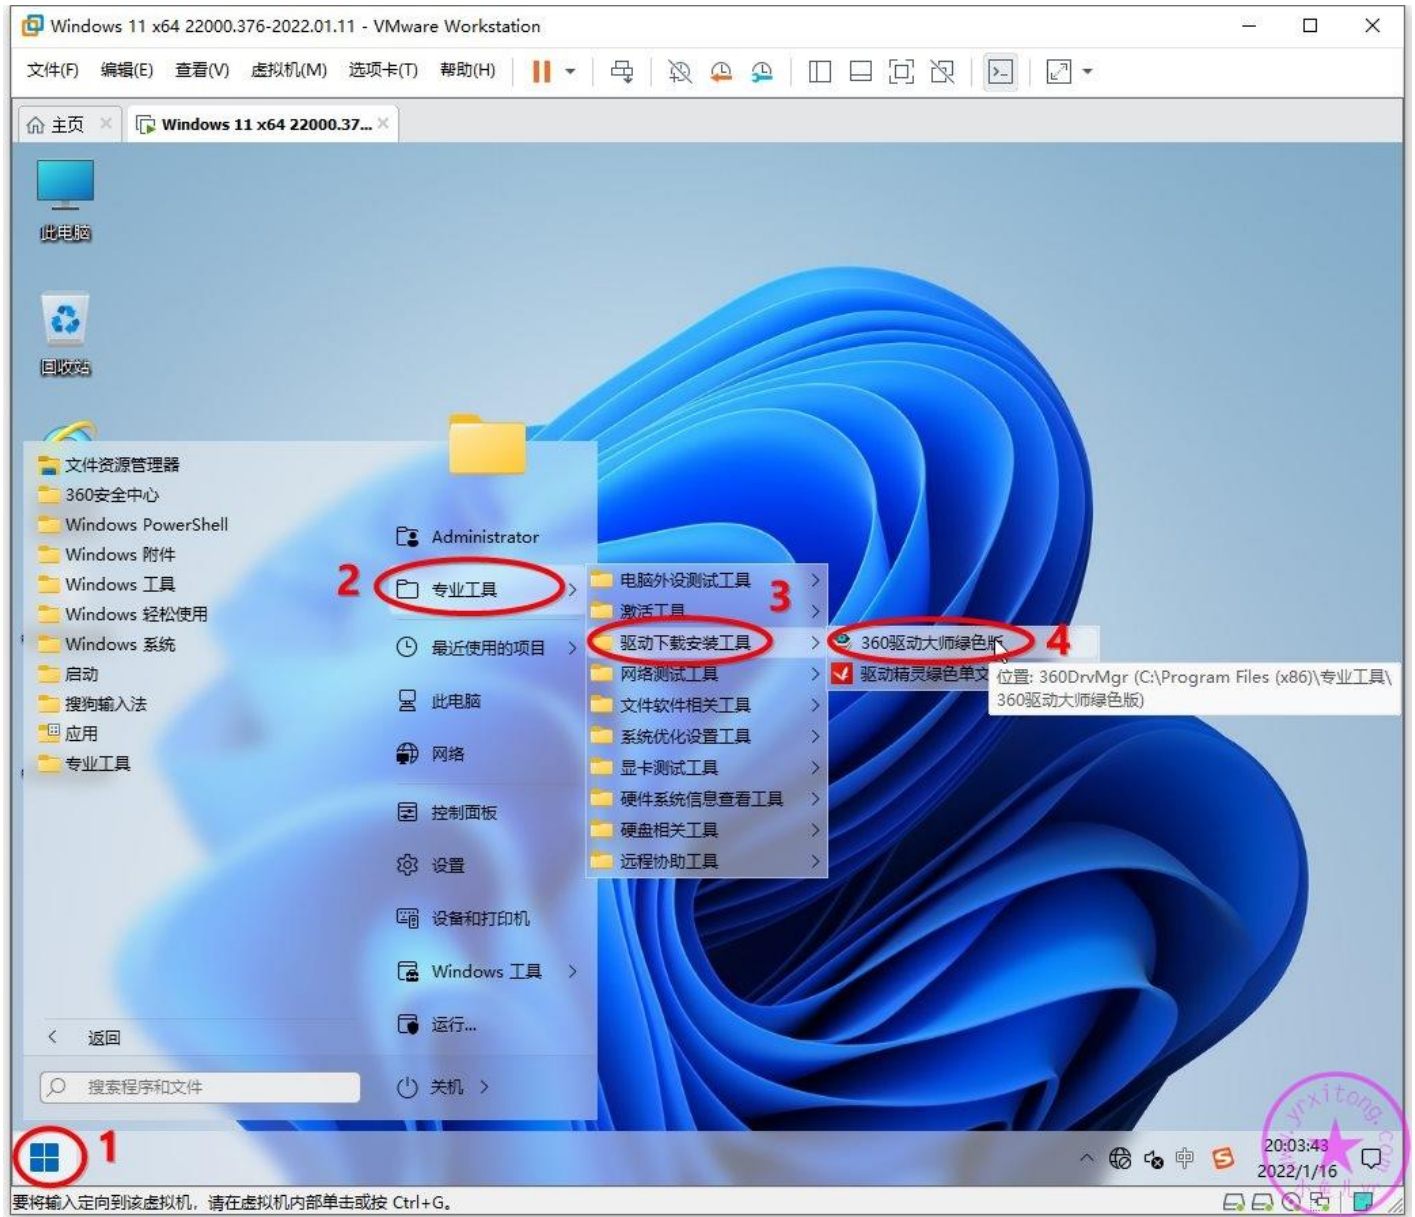 Windows 11 x64 22000.376-2022.01.11 - VMware Workstation
文件(F) 编辑(E) 查看(V) 虚拟机(M) 选项卡(T) 帮助(H)
主页
Windows 11 x64 22000.37...
此电脑
回收站
文件资源管理器
360安全中心
Windows PowerShell
Windows 附件
Windows 工具
Windows 轻松使用
Windows 系统
启动
搜狗输入法
应用
专业工具
返回
搜索程序和文件
Administrator
2
专业工具
最近使用的项目
此电脑
网络
控制面板
设置
设备和打印机
Windows 工具
运行...
关机
电脑外设测试工具
3
激活工具
驱动下载安装工具
网络测试工具
文件软件相关工具
系统优化设置工具
显卡测试工具
硬件系统信息查看工具
硬盘相关工具
远程协助工具
360驱动大师绿色版
4
驱动精灵绿色单文
位置: 360DrvMgr (C:\Program Files (x86)\专业工具\
360驱动大师绿色版)
1
中
20:03:43
2022/1/16
要将输入定向到该虚拟机，请在虚拟机内部单击或按 Ctrl+G。